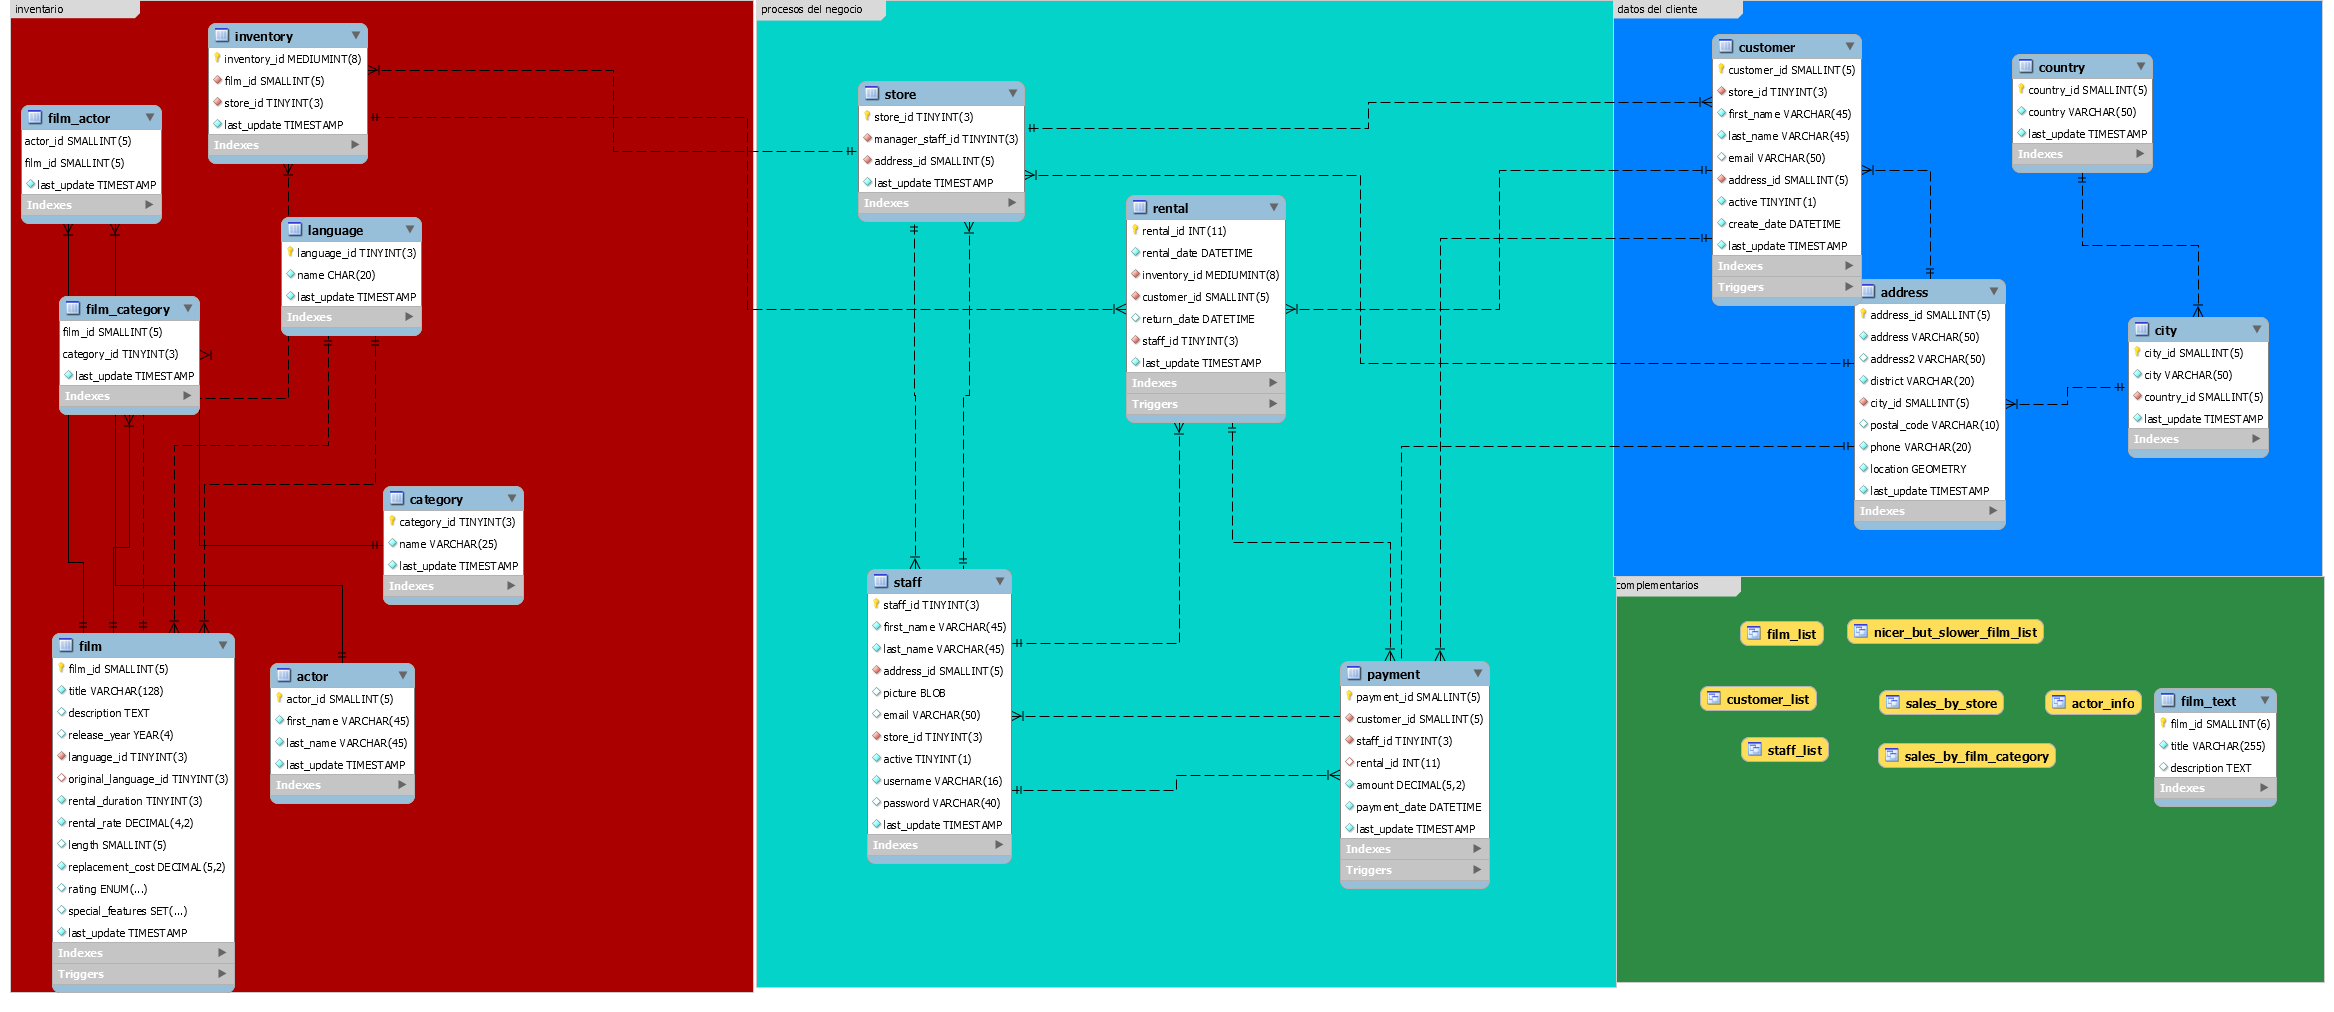 inventario
inventory
inventory_id MEDIUMINT(8)
film_id SMALLINT(5)
store_id TINYINT(3)
last_update TIMESTAMP
Indexes
film_actor
actor_id SMALLINT(5)
film_id SMALLINT(5)
last_update TIMESTAMP
Indexes
language
language_id TINYINT(3)
name CHAR(20)
last_update TIMESTAMP
Indexes
film_category
film_id SMALLINT(5)
category_id TINYINT(3)
last_update TIMESTAMP
Indexes
category
category_id TINYINT(3)
name VARCHAR(25)
last_update TIMESTAMP
Indexes
film
film_id SMALLINT(5)
title VARCHAR(128)
description TEXT
release_year YEAR(4)
language_id TINYINT(3)
original_language_id TINYINT(3)
rental_duration TINYINT(3)
rental_rate DECIMAL(4,2)
length SMALLINT(5)
replacement_cost DECIMAL(5,2)
rating ENUM(...)
special_features SET(...)
last_update TIMESTAMP
Indexes
Triggers
actor
actor_id SMALLINT(5)
first_name VARCHAR(45)
last_name VARCHAR(45)
last_update TIMESTAMP
Indexes
procesos del negocio
store
store_id TINYINT(3)
manager_staff_id TINYINT(3)
address_id SMALLINT(5)
last_update TIMESTAMP
Indexes
rental
rental_id INT(11)
rental_date DATETIME
inventory_id MEDIUMINT(8)
customer_id SMALLINT(5)
return_date DATETIME
staff_id TINYINT(3)
last_update TIMESTAMP
Indexes
Triggers
staff
staff_id TINYINT(3)
first_name VARCHAR(45)
last_name VARCHAR(45)
address_id SMALLINT(5)
picture BLOB
email VARCHAR(50)
store_id TINYINT(3)
active TINYINT(1)
username VARCHAR(16)
password VARCHAR(40)
last_update TIMESTAMP
Indexes
payment
payment_id SMALLINT(5)
customer_id SMALLINT(5)
staff_id TINYINT(3)
rental_id INT(11)
amount DECIMAL(5,2)
payment_date DATETIME
last_update TIMESTAMP
Indexes
Triggers
datos del cliente
customer
customer_id SMALLINT(5)
store_id TINYINT(3)
first_name VARCHAR(45)
last_name VARCHAR(45)
email VARCHAR(50)
address_id SMALLINT(5)
active TINYINT(1)
create_date DATETIME
last_update TIMESTAMP
Indexes
Triggers
country
country_id SMALLINT(5)
country VARCHAR(50)
last_update TIMESTAMP
Indexes
address
address_id SMALLINT(5)
address VARCHAR(50)
address2 VARCHAR(50)
district VARCHAR(20)
city_id SMALLINT(5)
postal_code VARCHAR(10)
phone VARCHAR(20)
location GEOMETRY
last_update TIMESTAMP
Indexes
city
city_id SMALLINT(5)
city VARCHAR(50)
country_id SMALLINT(5)
last_update TIMESTAMP
Indexes
complementarios
film_list
nicer_but_slower_film_list
customer_list
sales_by_store
actor_info
staff_list
sales_by_film_category
film_text
film_id SMALLINT(6)
title VARCHAR(255)
description TEXT
Indexes